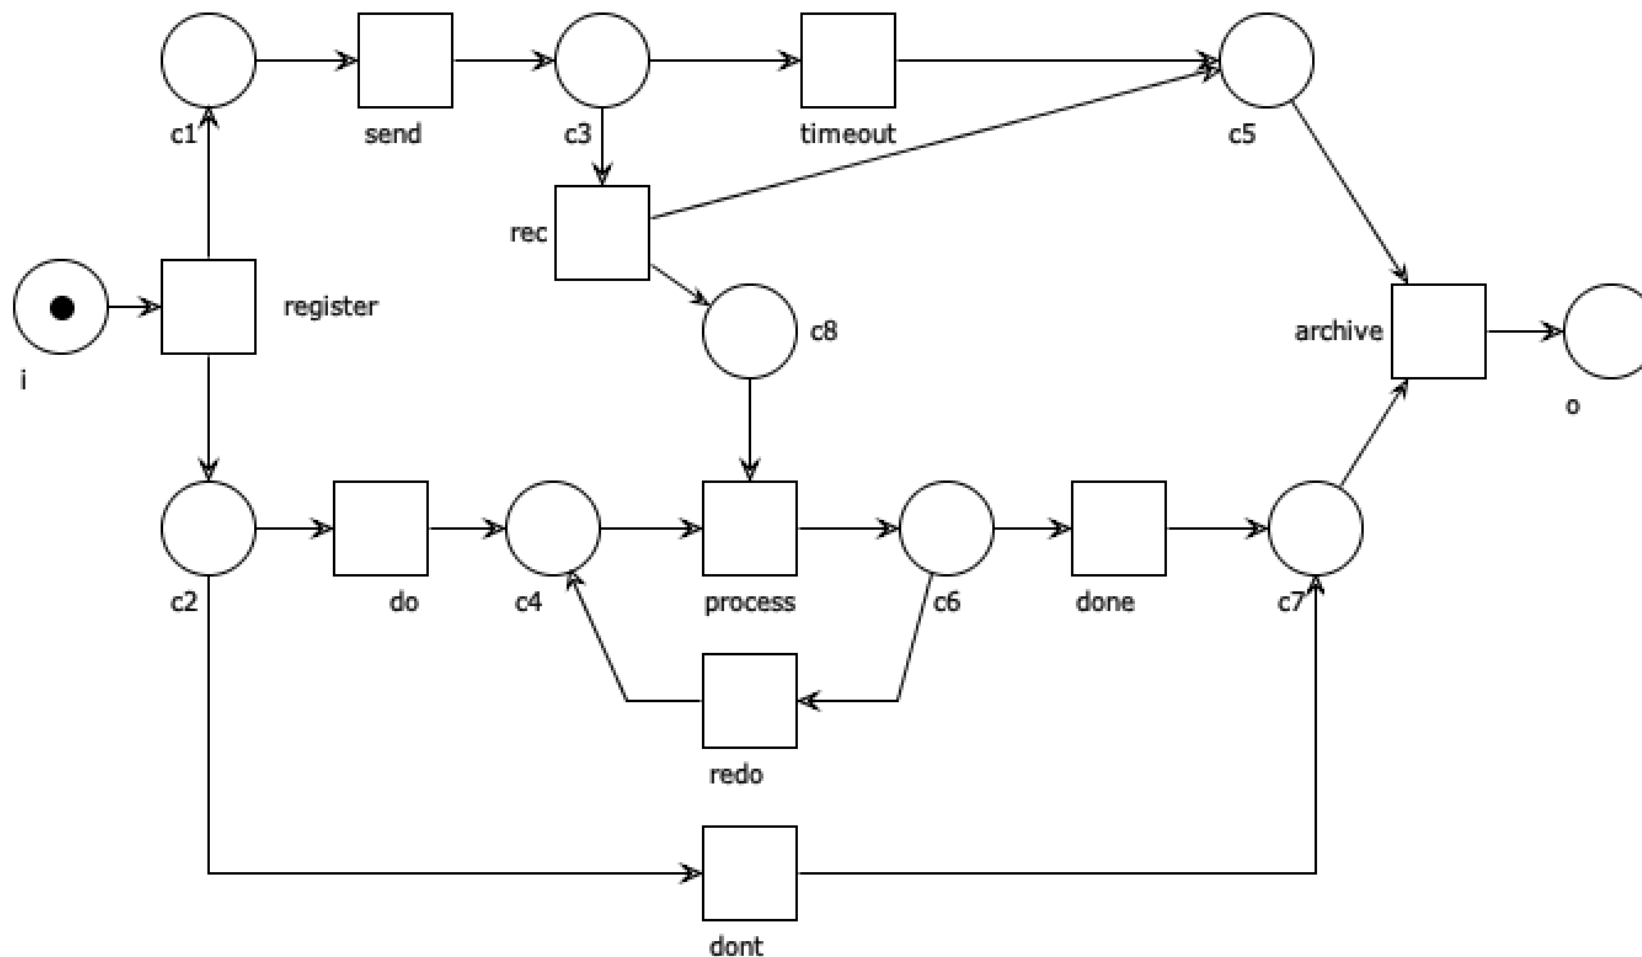 c1
send
c3
timeout
c5
rec
register
c8
archive
i
o
c2
do
c4
process
c6
done
c7
redo
dont